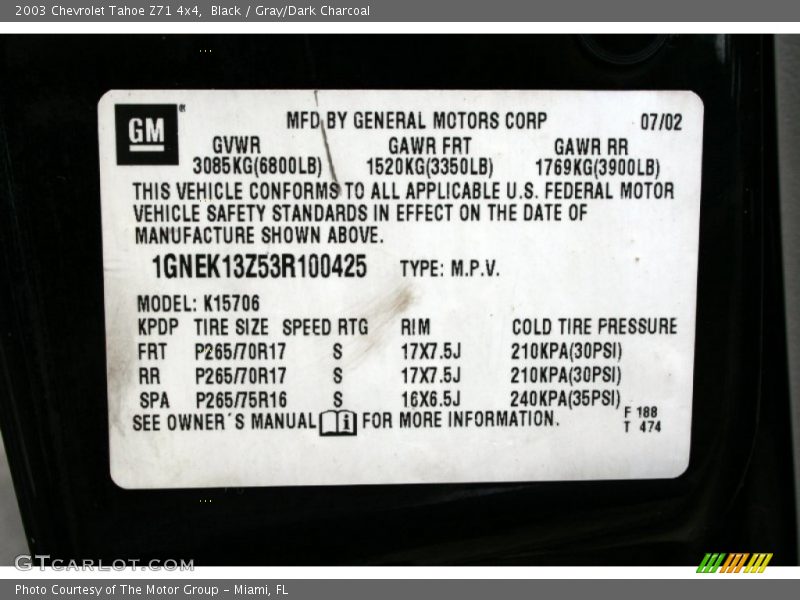 2003 Chevrolet Tahoe Z71 4x4, Black / Gray/Dark Charcoal
GM ® MFD BY GENERAL MOTORS CORP 07/02
GVWR GAWR FRT GAWR RR
3085KG(6800LB) 1520KG(3350LB) 1769KG(3900LB)
THIS VEHICLE CONFORMS TO ALL APPLICABLE U.S. FEDERAL MOTOR
VEHICLE SAFETY STANDARDS IN EFFECT ON THE DATE OF
MANUFACTURE SHOWN ABOVE.
1GNEK13Z53R100425 TYPE: M.P.V.
MODEL: K15706
KPDP TIRE SIZE SPEED RTG RIM COLD TIRE PRESSURE
FRT P265/70R17 S 17X7.5J 210KPA(30PSI)
RR P265/70R17 S 17X7.5J 210KPA(30PSI)
SPA P265/75R16 S 16X6.5J 240KPA(35PSI)
SEE OWNER´S MANUAL i FOR MORE INFORMATION.
F 188
T 474
GTCARLOT.COM
Photo Courtesy of The Motor Group – Miami, FL